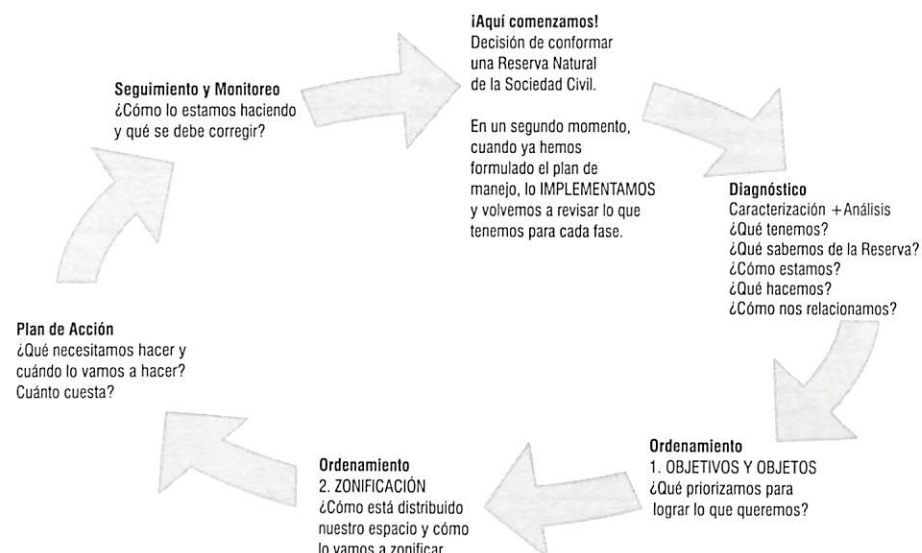 ¡Aquí comenzamos!
Decisión de conformar
una Reserva Natural
de la Sociedad Civil.
En un segundo momento,
cuando ya hemos
formulado el plan de
manejo, lo IMPLEMENTAMOS
y volvemos a revisar lo que
tenemos para cada fase.
Diagnóstico
Caracterización +Análisis
¿Qué tenemos?
¿Qué sabemos de la Reserva?
¿Cómo estamos?
¿Qué hacemos?
¿Cómo nos relacionamos?
Ordenamiento
1. OBJETIVOS Y OBJETOS
¿Qué priorizamos para
lograr lo que queremos?
Ordenamiento
2. ZONIFICACIÓN
¿Cómo está distribuido
nuestro espacio y cómo
lo vamos a zonificar
Plan de Acción
¿Qué necesitamos hacer y
cuándo lo vamos a hacer?
Cuánto cuesta?
Seguimiento y Monitoreo
¿Cómo lo estamos haciendo
y qué se debe corregir?